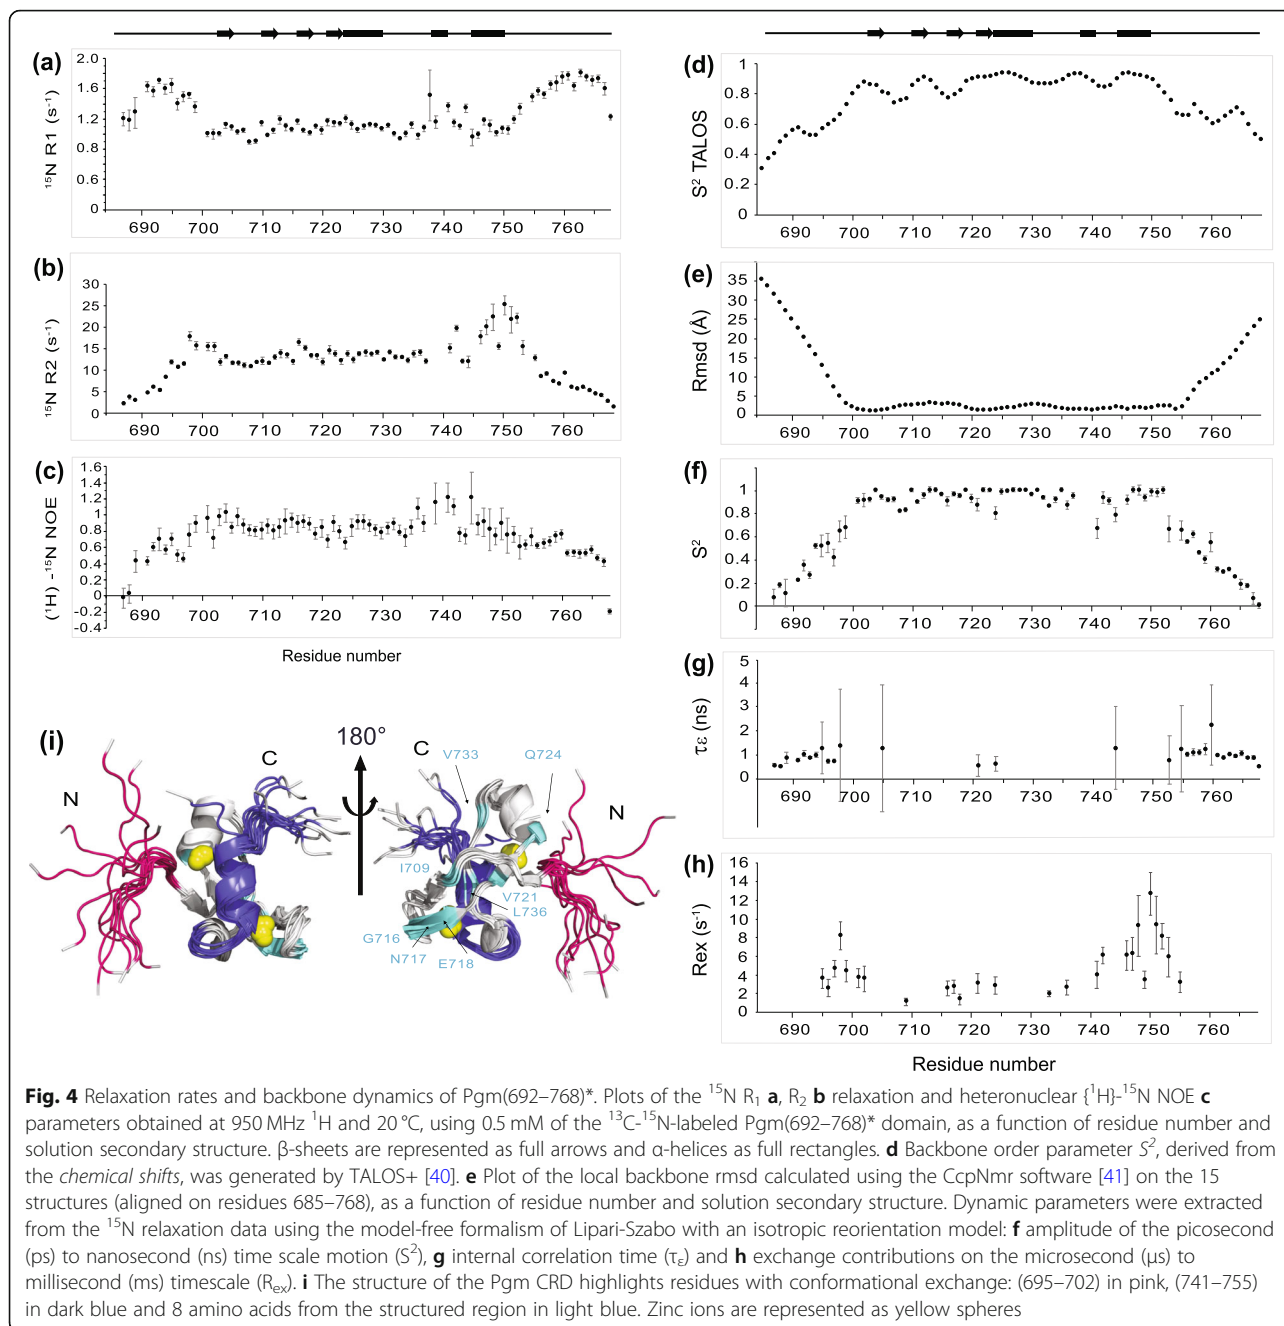 (a)
¹⁵N R1 (s⁻¹)
2.0
1.6
1.2
0.8
0.6
0
690 700 710 720 730 740 750 760
(b)
¹⁵N R2 (s⁻¹)
30
25
20
15
10
5
0
690 700 710 720 730 740 750 760
(c)
(¹H) -¹⁵N NOE
1.6
1.4
1.2
1
0.8
0.6
0.4
0.2
0
-0.2
-0.4
690 700 710 720 730 740 750 760
Residue number
(d)
S² TALOS
1
0.8
0.6
0.4
0.2
0
690 700 710 720 730 740 750 760
(e)
Rmsd (Å)
35
30
25
20
15
10
5
0
690 700 710 720 730 740 750 760
(f)
S²
1
0.8
0.6
0.4
0.2
0
690 700 710 720 730 740 750 760
(g)
τε (ns)
5
4
3
2
1
0
690 700 710 720 730 740 750 760
(h)
Rex (s⁻¹)
16
14
12
10
8
6
4
2
0
690 700 710 720 730 740 750 760
Residue number
(i)
N
C
180°
C
V733
Q724
N
I709
V721
L736
G716
N717
E718
Fig. 4 Relaxation rates and backbone dynamics of Pgm(692–768)*. Plots of the ¹⁵N R₁ a, R₂ b relaxation and heteronuclear {¹H}-¹⁵N NOE c
parameters obtained at 950 MHz ¹H and 20 °C, using 0.5 mM of the ¹³C-¹⁵N-labeled Pgm(692–768)* domain, as a function of residue number and
solution secondary structure. β-sheets are represented as full arrows and α-helices as full rectangles. d Backbone order parameter S², derived from
the chemical shifts, was generated by TALOS+ [40]. e Plot of the local backbone rmsd calculated using the CcpNmr software [41] on the 15
structures (aligned on residues 685–768), as a function of residue number and solution secondary structure. Dynamic parameters were extracted
from the ¹⁵N relaxation data using the model-free formalism of Lipari-Szabo with an isotropic reorientation model: f amplitude of the picosecond
(ps) to nanosecond (ns) time scale motion (S²), g internal correlation time (τε) and h exchange contributions on the microsecond (μs) to
millisecond (ms) timescale (Rₑₓ). i The structure of the Pgm CRD highlights residues with conformational exchange: (695–702) in pink, (741–755)
in dark blue and 8 amino acids from the structured region in light blue. Zinc ions are represented as yellow spheres